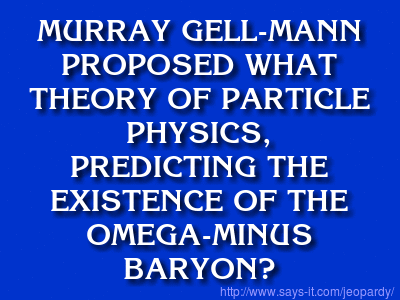 MURRAY GELL-MANN
PROPOSED WHAT
THEORY OF PARTICLE
PHYSICS,
PREDICTING THE
EXISTENCE OF THE
OMEGA-MINUS
BARYON?
http://www.says-it.com/jeopardy/